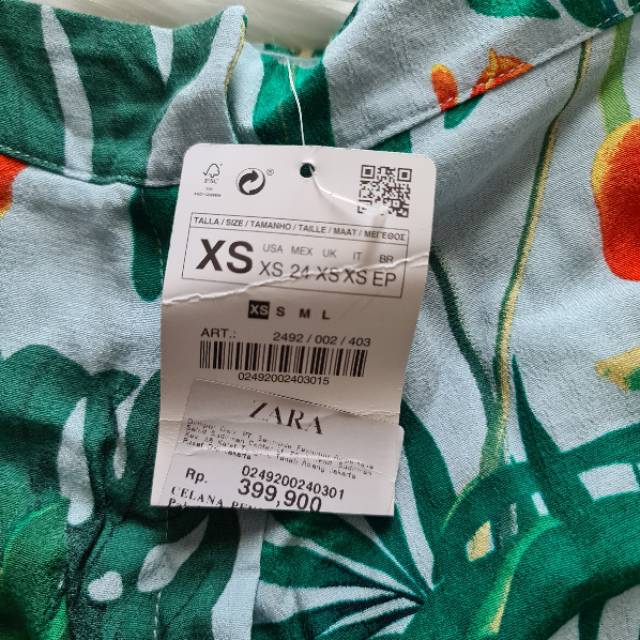 FSC
TALLA / SIZE / TAMANHO / TAILLE / MAAT / ΜΕΓΕΘΟΣ
XS
USA MEX UK IT BR
XS 24 XS XS EP
XS S M L
ART.: 2492 / 002 / 403
02492002403015
ZARA
0249200240301
Rp. 399,900
CELANA